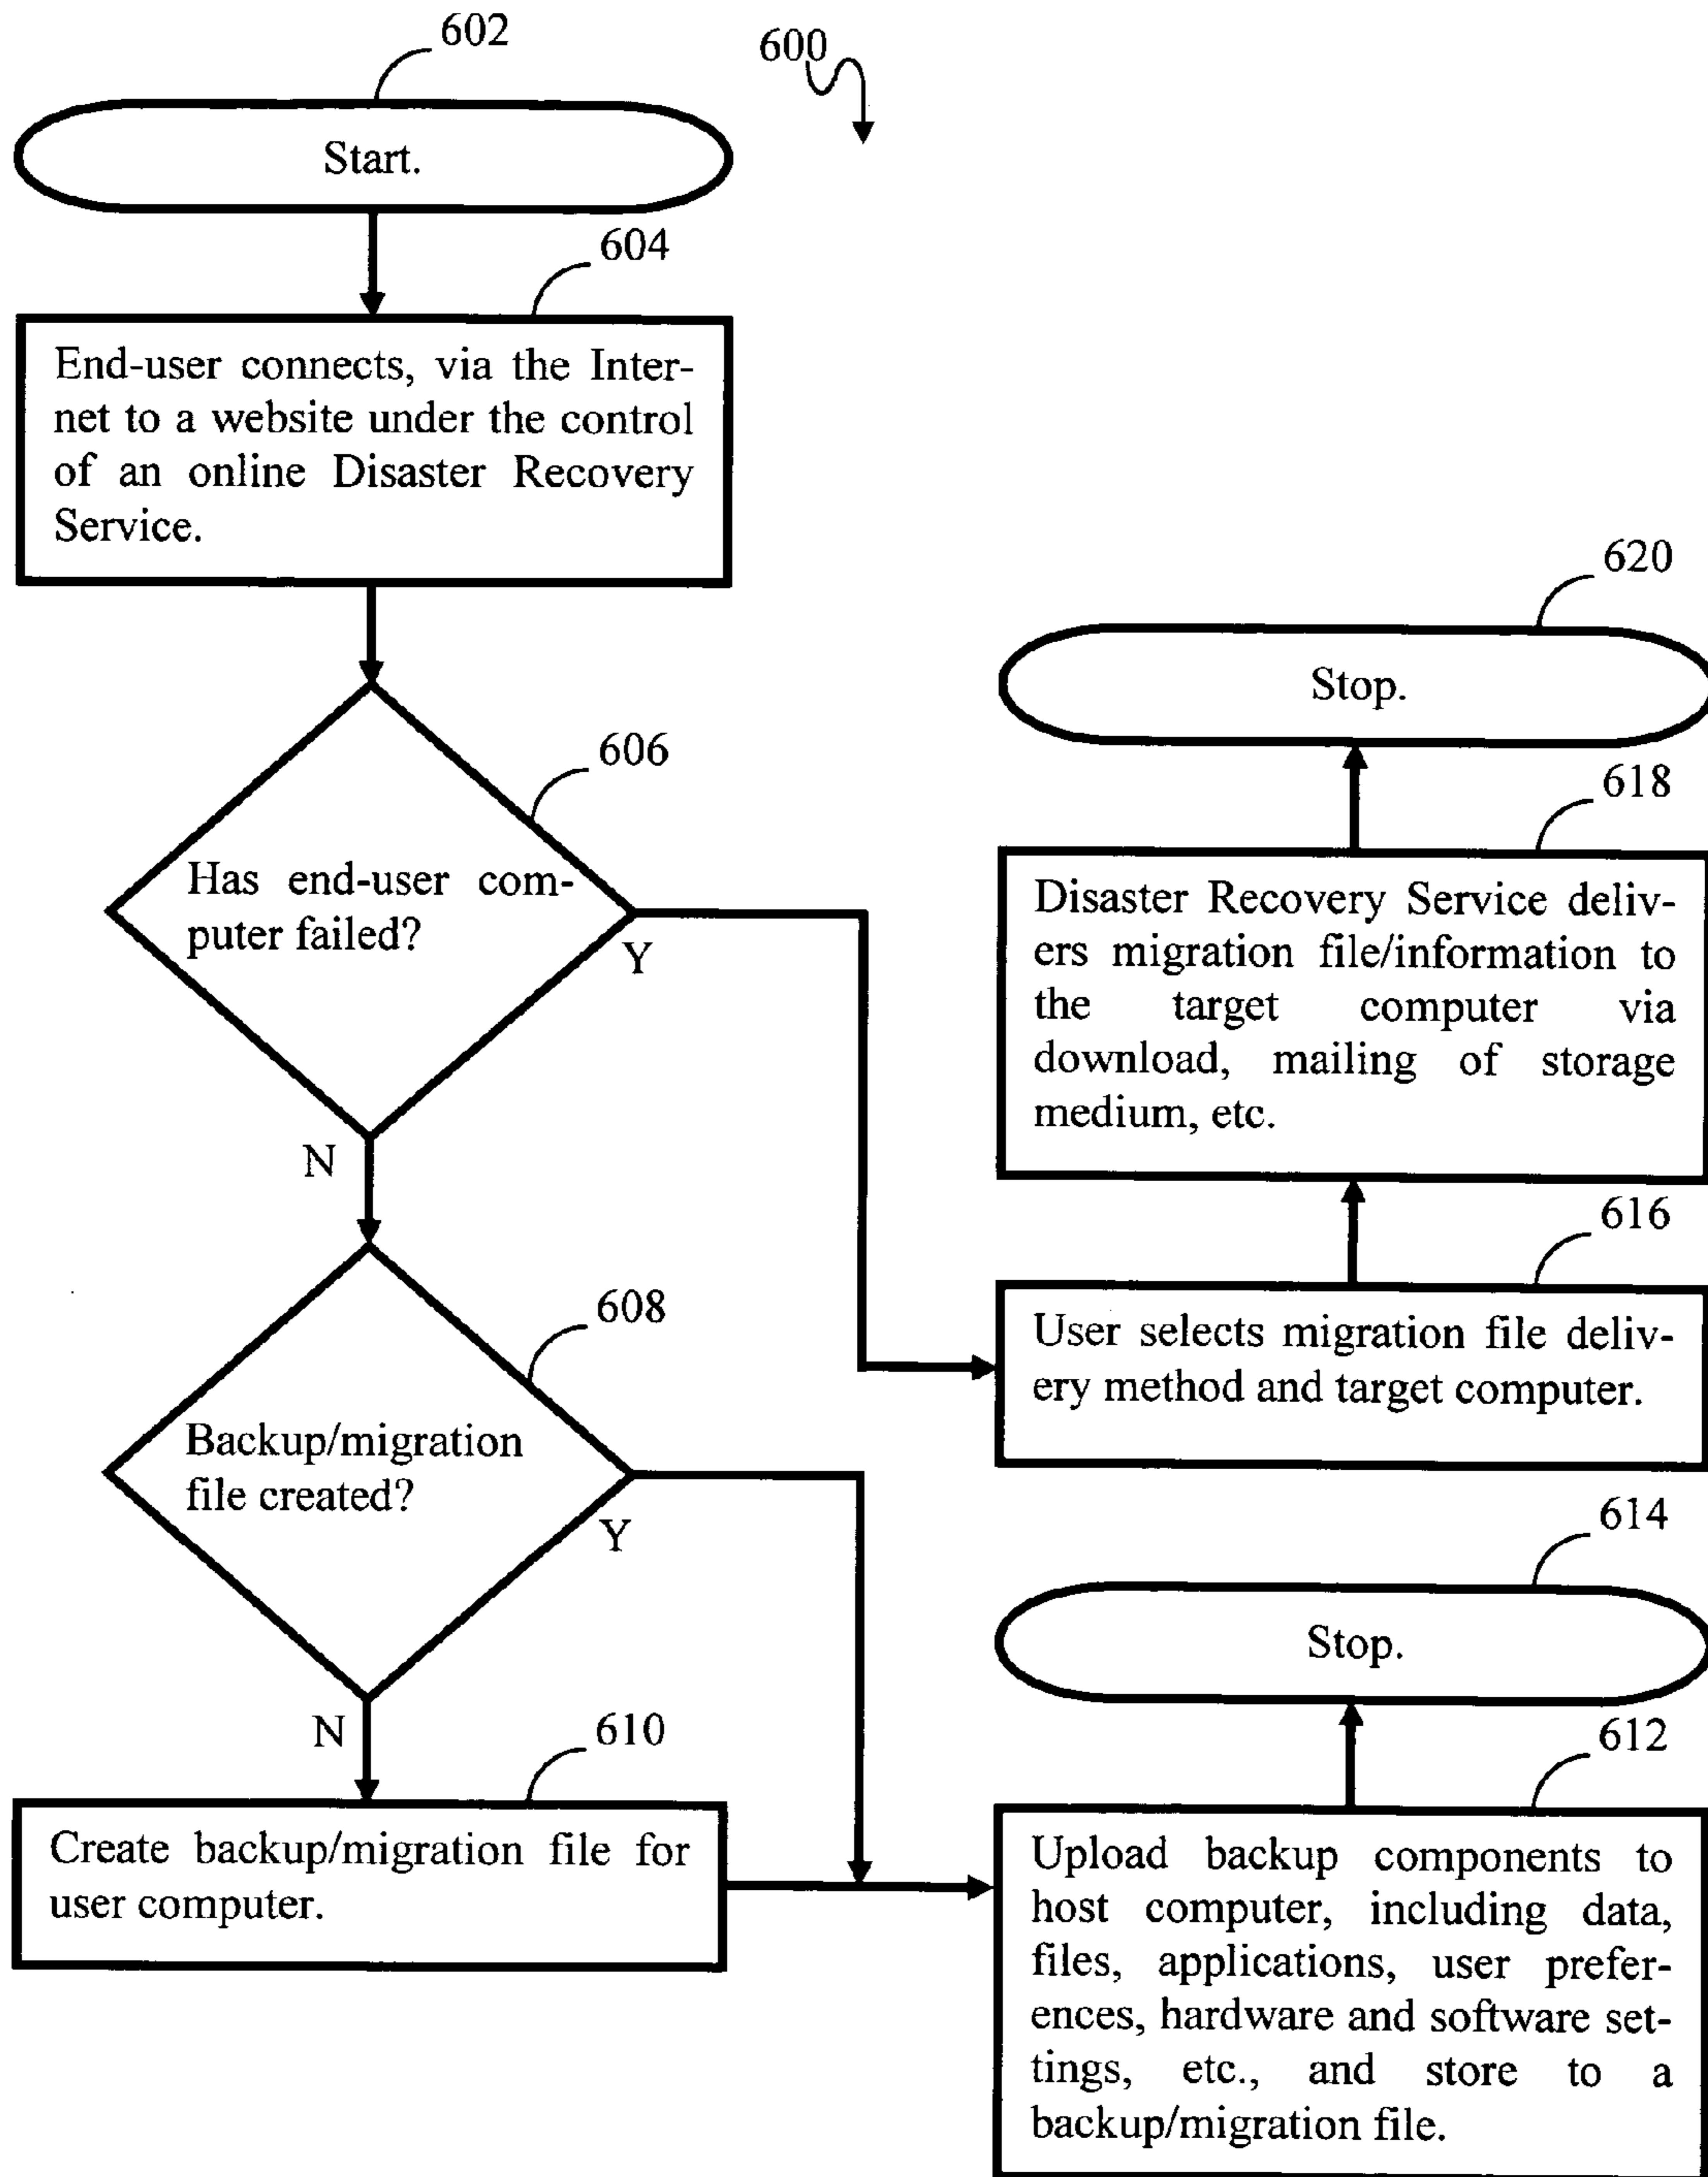 602
600
Start.
604
End-user connects, via the Inter-
net to a website under the control
of an online Disaster Recovery
Service.
606
Has end-user com-
puter failed?
Y
N
608
Backup/migration
file created?
Y
N
610
Create backup/migration file for
user computer.
620
Stop.
618
Disaster Recovery Service deliv-
ers migration file/information to
the target computer via
download, mailing of storage
medium, etc.
616
User selects migration file deliv-
ery method and target computer.
614
Stop.
612
Upload backup components to
host computer, including data,
files, applications, user prefer-
ences, hardware and software set-
tings, etc., and store to a
backup/migration file.